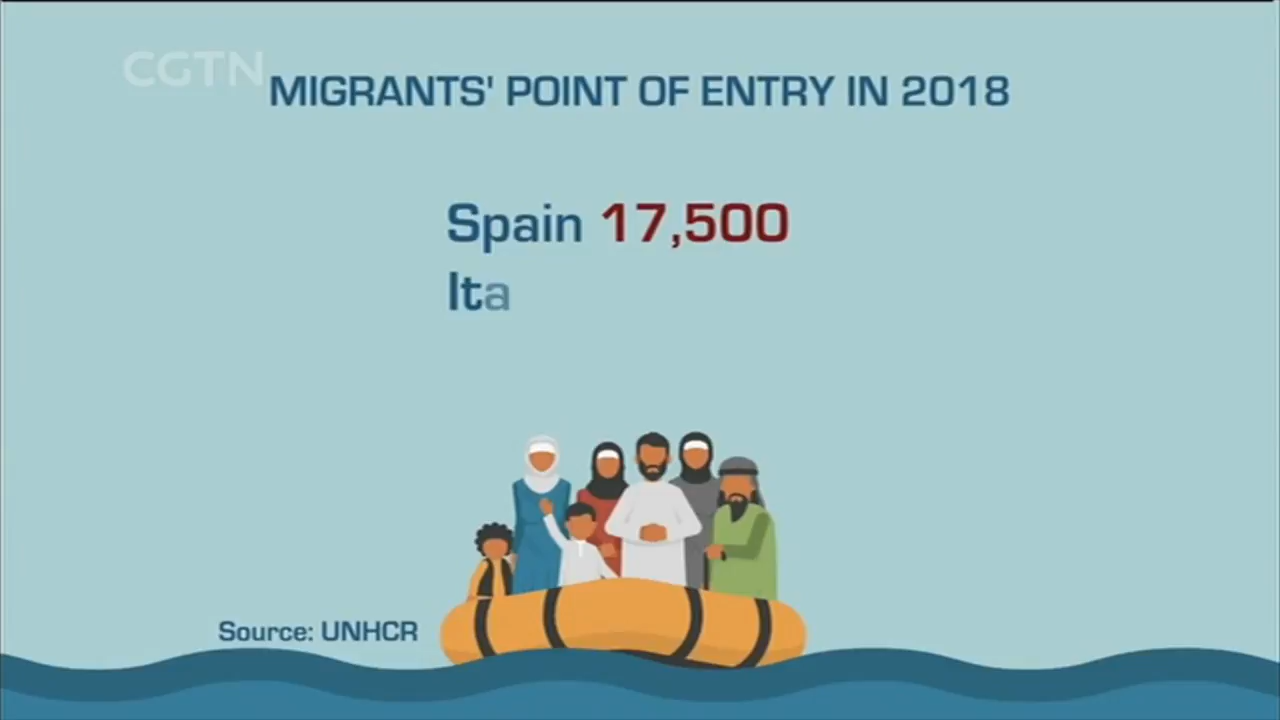 CGTN
MIGRANTS' POINT OF ENTRY IN 2018
Spain 17,500
Ita
Source: UNHCR